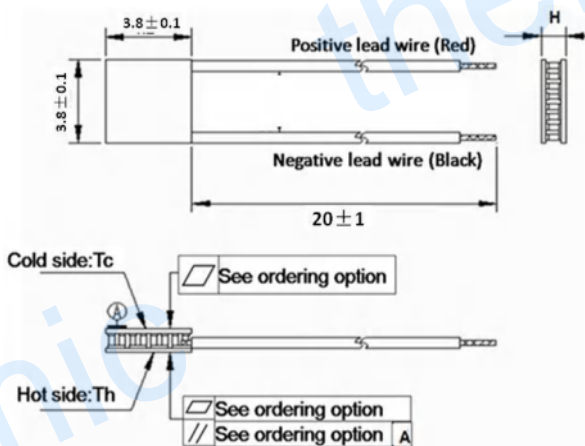 3.8±0.1
H
Positive lead wire (Red)
3.8±0.1
Negative lead wire (Black)
20±1
Cold side:Tc
See ordering option
A
Hot side:Th
See ordering option
// See ordering option A